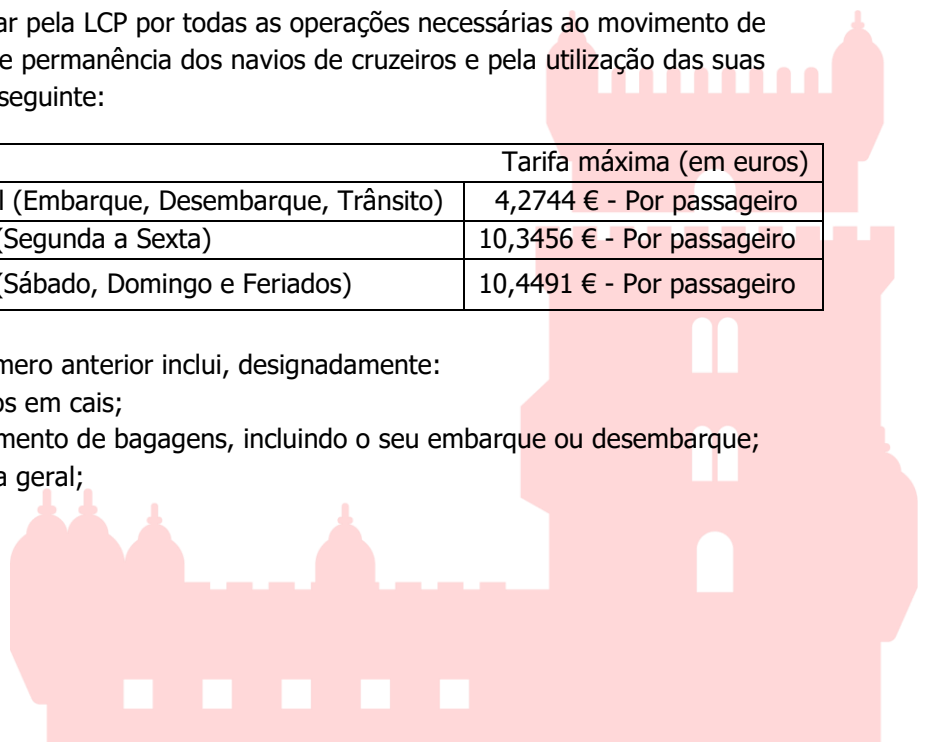 ar pela LCP por todas as operações necessárias ao movimento de
e permanência dos navios de cruzeiros e pela utilização das suas
seguinte:
Tarifa máxima (em euros)
l (Embarque, Desembarque, Trânsito) 4,2744 € - Por passageiro
(Segunda a Sexta) 10,3456 € - Por passageiro
(Sábado, Domingo e Feriados) 10,4491 € - Por passageiro
mero anterior inclui, designadamente:
os em cais;
mento de bagagens, incluindo o seu embarque ou desembarque;
a geral;